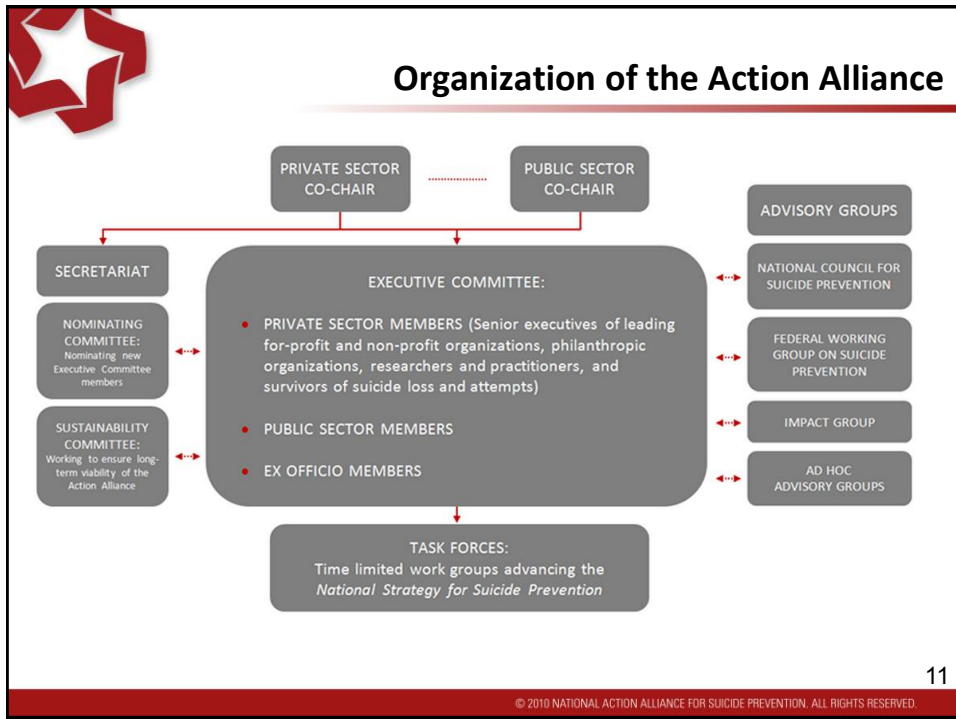 Organization of the Action Alliance
PRIVATE SECTOR
CO-CHAIR
PUBLIC SECTOR
CO-CHAIR
SECRETARIAT
NOMINATING
COMMITTEE:
Nominating new
Executive Committee
members
SUSTAINABILITY
COMMITTEE:
Working to ensure long-
term viability of the
Action Alliance
EXECUTIVE COMMITTEE:
• PRIVATE SECTOR MEMBERS (Senior executives of leading
for-profit and non-profit organizations, philanthropic
organizations, researchers and practitioners, and
survivors of suicide loss and attempts)
• PUBLIC SECTOR MEMBERS
• EX OFFICIO MEMBERS
ADVISORY GROUPS
NATIONAL COUNCIL FOR
SUICIDE PREVENTION
FEDERAL WORKING
GROUP ON SUICIDE
PREVENTION
IMPACT GROUP
AD HOC
ADVISORY GROUPS
TASK FORCES:
Time limited work groups advancing the
National Strategy for Suicide Prevention
11
© 2010 NATIONAL ACTION ALLIANCE FOR SUICIDE PREVENTION. ALL RIGHTS RESERVED.